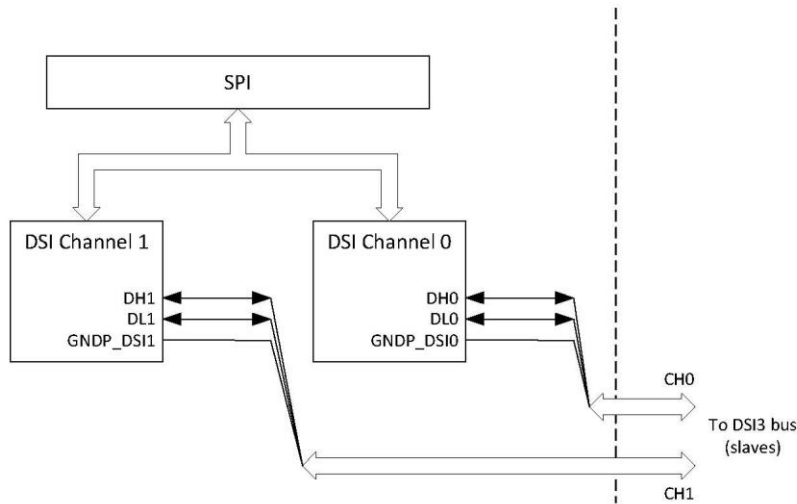 SPI
DSI Channel 1
DH1
DL1
GNDP_DSI1
DSI Channel 0
DH0
DL0
GNDP_DSI0
CH0
To DSI3 bus
(slaves)
CH1